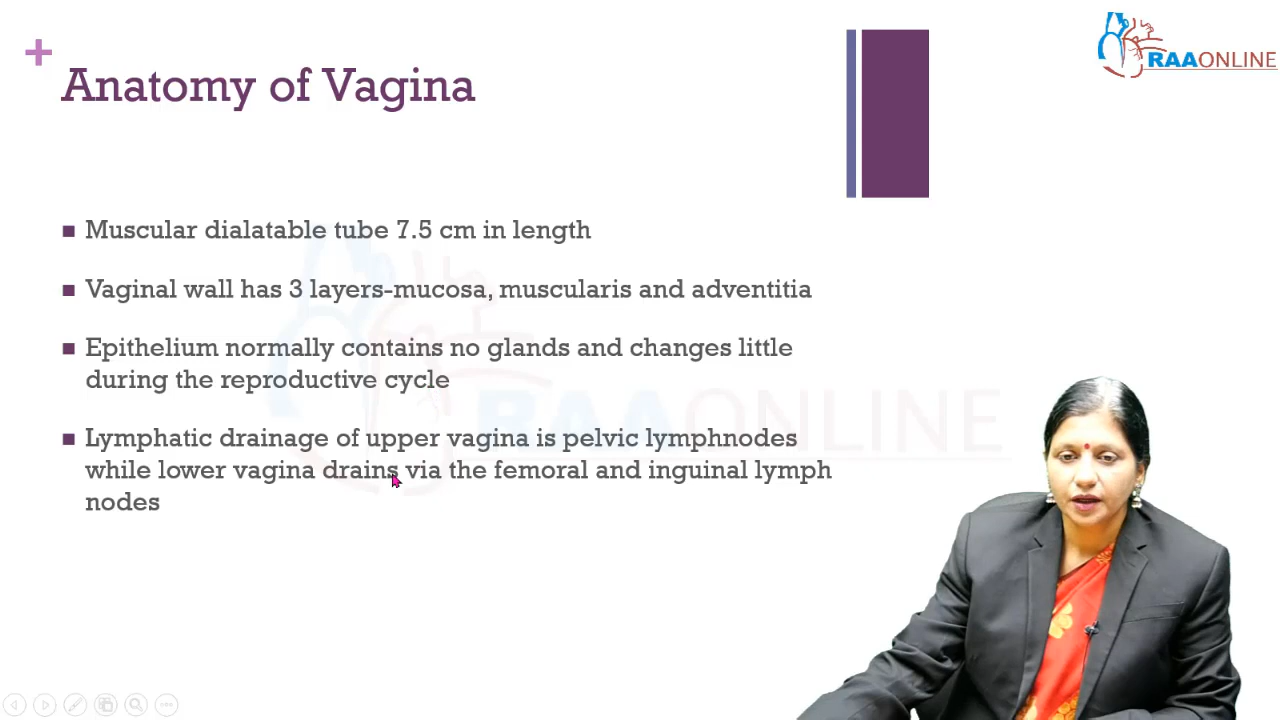 RAAONLINE
Anatomy of Vagina
Muscular dialatable tube 7.5 cm in length
Vaginal wall has 3 layers-mucosa, muscularis and adventitia
Epithelium normally contains no glands and changes little
during the reproductive cycle
Lymphatic drainage of upper vagina is pelvic lymphnodes
while lower vagina drains via the femoral and inguinal lymph
nodes
RAAONLINE